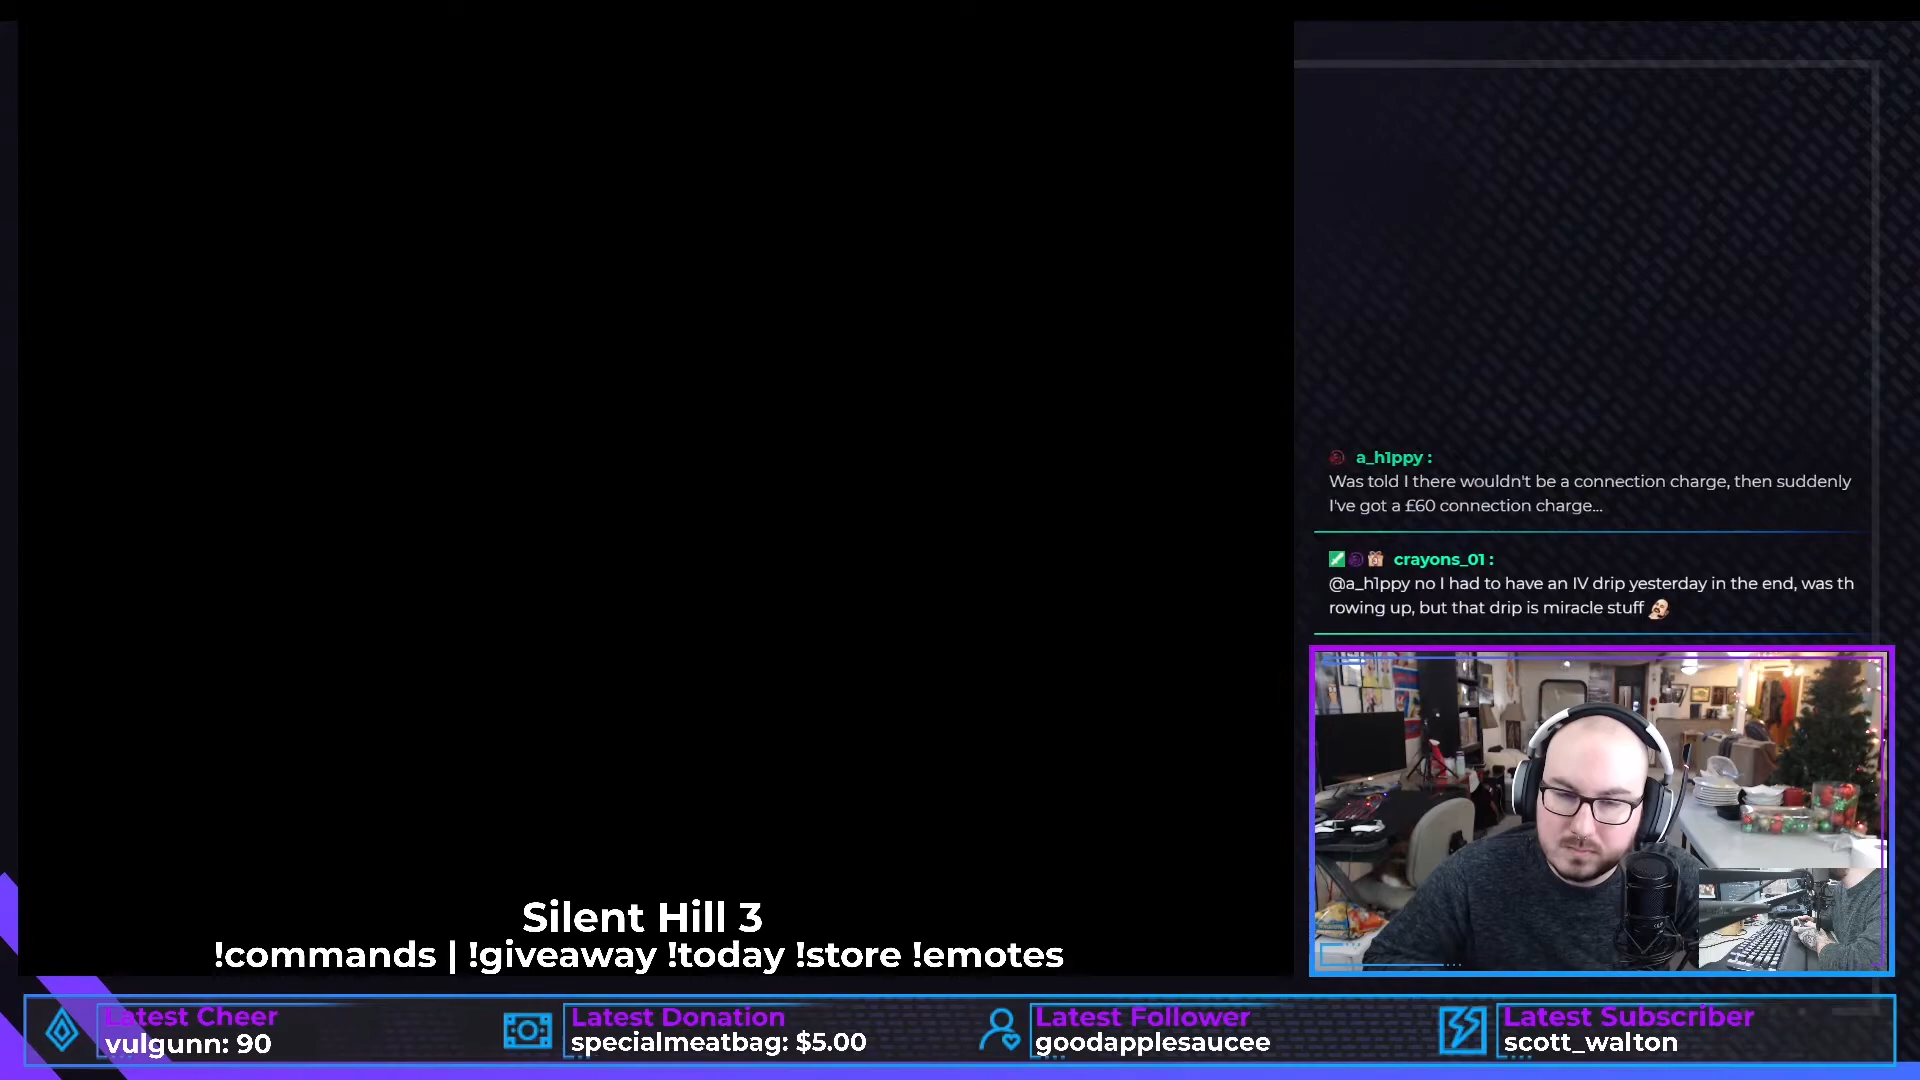 a_h1ppy :
Was told I there wouldn't be a connection charge, then suddenly
I've got a £60 connection charge...
crayons_01 :
@a_h1ppy no I had to have an IV drip yesterday in the end, was th
rowing up, but that drip is miracle stuff
Silent Hill 3
!commands | !giveaway !today !store !emotes
Latest Cheer
vulgunn: 90
Latest Donation
specialmeatbag: $5.00
Latest Follower
goodapplesaucee
Latest Subscriber
scott_walton